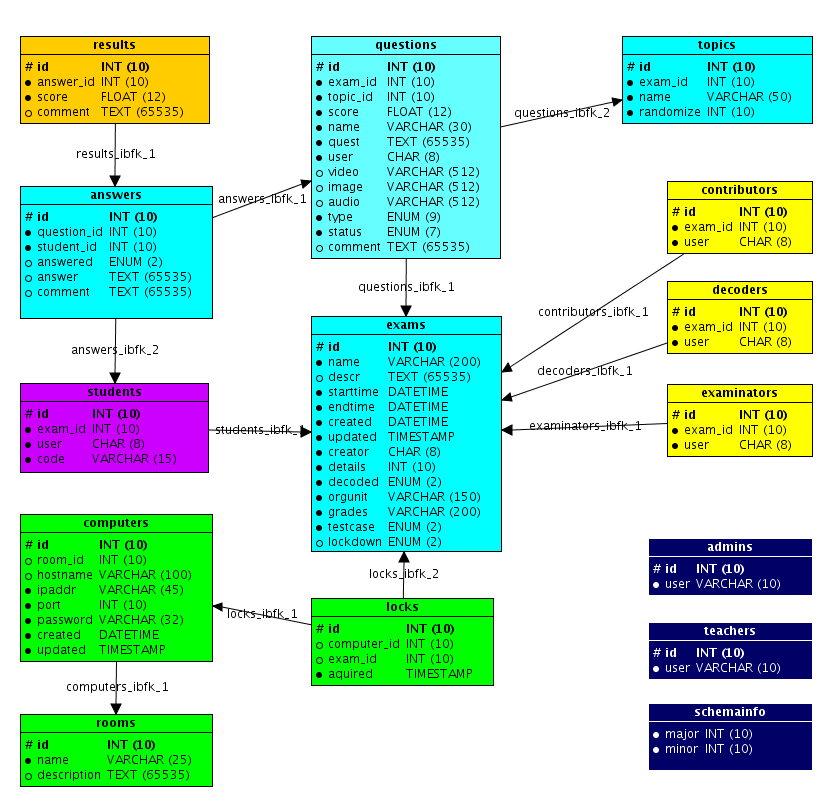 results
# id INT (10)
● answer_id INT (10)
● score FLOAT (12)
○ comment TEXT (65535)
results_ibfk_1
answers
# id INT (10)
● question_id INT (10)
● student_id INT (10)
○ answered ENUM (2)
○ answer TEXT (65535)
○ comment TEXT (65535)
answers_ibfk_1
answers_ibfk_2
students
# id INT (10)
● exam_id INT (10)
● user CHAR (8)
● code VARCHAR (15)
students_ibfk_1
computers
# id INT (10)
○ room_id INT (10)
○ hostname VARCHAR (100)
● ipaddr VARCHAR (45)
● port INT (10)
● password VARCHAR (32)
● created DATETIME
● updated TIMESTAMP
computers_ibfk_1
rooms
# id INT (10)
● name VARCHAR (25)
○ description TEXT (65535)
questions
# id INT (10)
● exam_id INT (10)
● topic_id INT (10)
● score FLOAT (12)
● name VARCHAR (30)
● quest TEXT (65535)
● user CHAR (8)
○ video VARCHAR (512)
○ image VARCHAR (512)
○ audio VARCHAR (512)
● type ENUM (9)
● status ENUM (7)
○ comment TEXT (65535)
questions_ibfk_2
questions_ibfk_1
exams
# id INT (10)
● name VARCHAR (200)
○ descr TEXT (65535)
● starttime DATETIME
● endtime DATETIME
● created DATETIME
● updated TIMESTAMP
● creator CHAR (8)
● details INT (10)
● decoded ENUM (2)
● orgunit VARCHAR (150)
● grades VARCHAR (200)
● testcase ENUM (2)
○ lockdown ENUM (2)
locks_ibfk_2
locks_ibfk_1
locks
# id INT (10)
○ computer_id INT (10)
○ exam_id INT (10)
● aquired TIMESTAMP
topics
# id INT (10)
● exam_id INT (10)
● name VARCHAR (50)
● randomize INT (10)
contributors
# id INT (10)
● exam_id INT (10)
● user CHAR (8)
contributors_ibfk_1
decoders
# id INT (10)
● exam_id INT (10)
● user CHAR (8)
decoders_ibfk_1
examinators
# id INT (10)
● exam_id INT (10)
● user CHAR (8)
examinators_ibfk_1
admins
# id INT (10)
● user VARCHAR (10)
teachers
# id INT (10)
● user VARCHAR (10)
schemainfo
● major INT (10)
● minor INT (10)